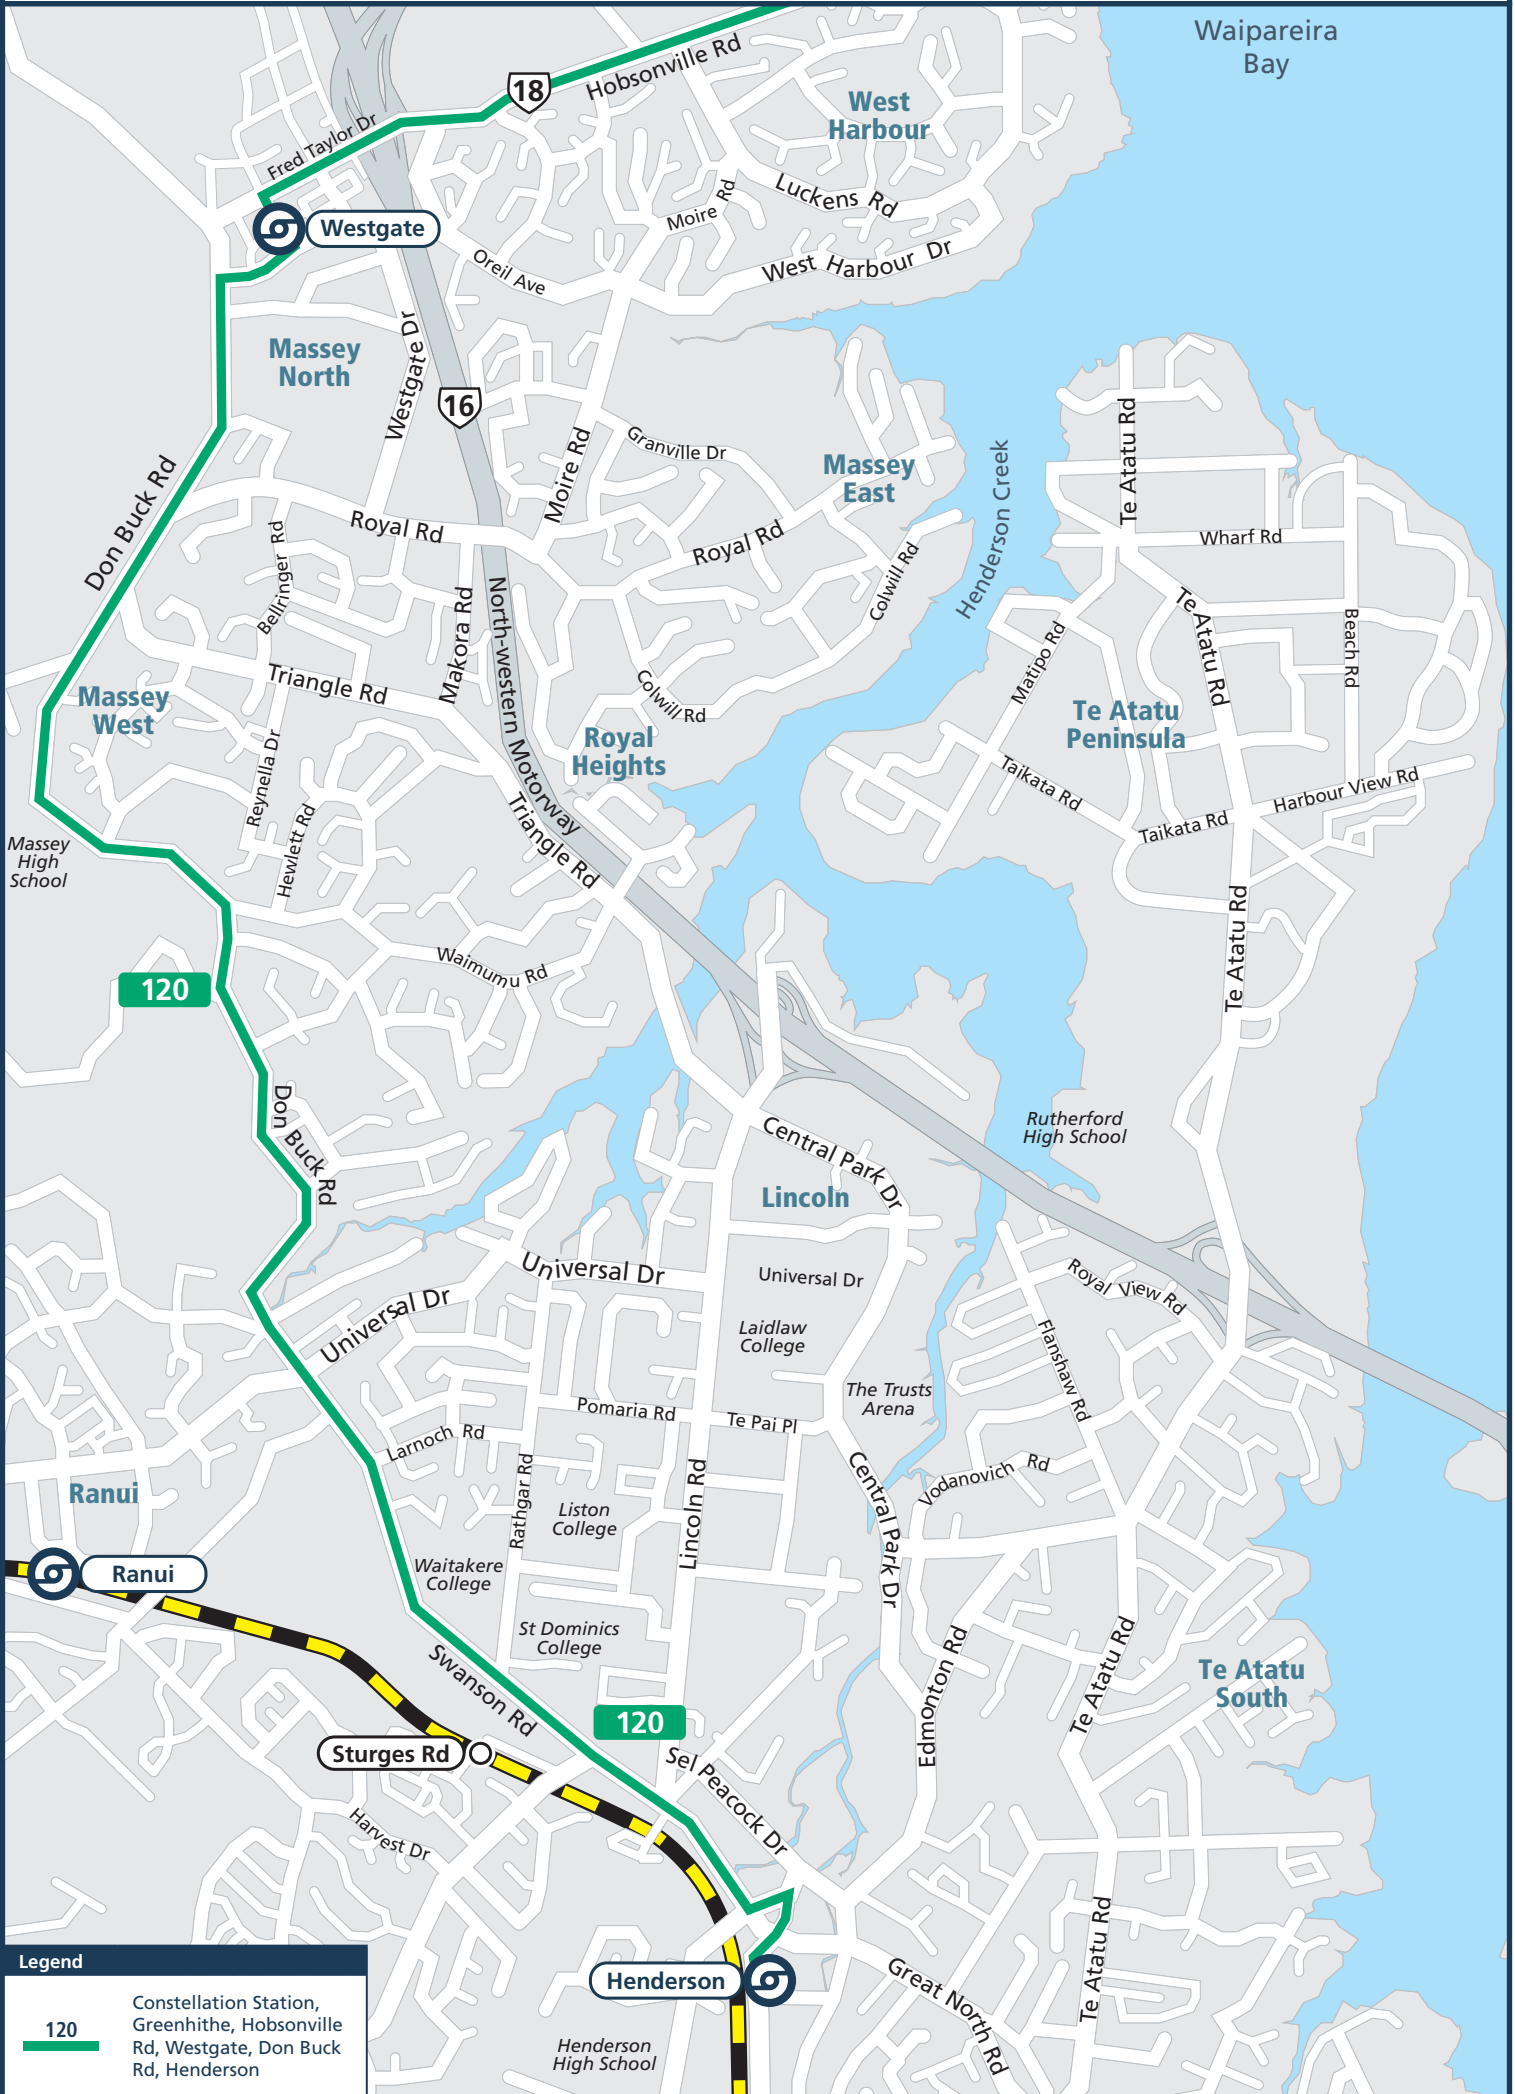 Waipareira
Bay
18
Hobsonville Rd
West
Harbour
Fred Taylor Dr
Luckens Rd
Moire Rd
Westgate
West Harbour Dr
Oreil Ave
Massey
North
Westgate Dr
16
Te Atatu Rd
Granville Dr
Massey
East
Moire Rd
Henderson Creek
Don Buck Rd
Royal Rd
Royal Rd
Wharf Rd
Bellringer Rd
Colwill Rd
Makora Rd
North-western Motorway
Te Atatu Rd
Beach Rd
Matipo Rd
Triangle Rd
Massey
West
Colwill Rd
Te Atatu
Peninsula
Royal
Heights
Reynella Dr
Taikata Rd
Harbour View Rd
Taikata Rd
Triangle Rd
Hewlett Rd
Massey
High
School
Te Atatu Rd
Waimumu Rd
120
Don Buck Rd
Central Park Dr
Rutherford
High School
Lincoln
Universal Dr
Universal Dr
Royal View Rd
Universal Dr
Laidlaw
College
Flanshaw Rd
The Trusts
Arena
Pomaria Rd
Te Pai Pl
Larnoch Rd
Central Park Dr
Vodanovich Rd
Ranui
Rathgar Rd
Lincoln Rd
Liston
College
Ranui
Waitakere
College
St Dominics
College
Swanson Rd
Edmonton Rd
Te Atatu Rd
Te Atatu
South
120
Sturges Rd
Sel Peacock Dr
Harvest Dr
Te Atatu Rd
Henderson
Great North Rd
Henderson
High School
Legend
120
Constellation Station,
Greenhithe, Hobsonville
Rd, Westgate, Don Buck
Rd, Henderson